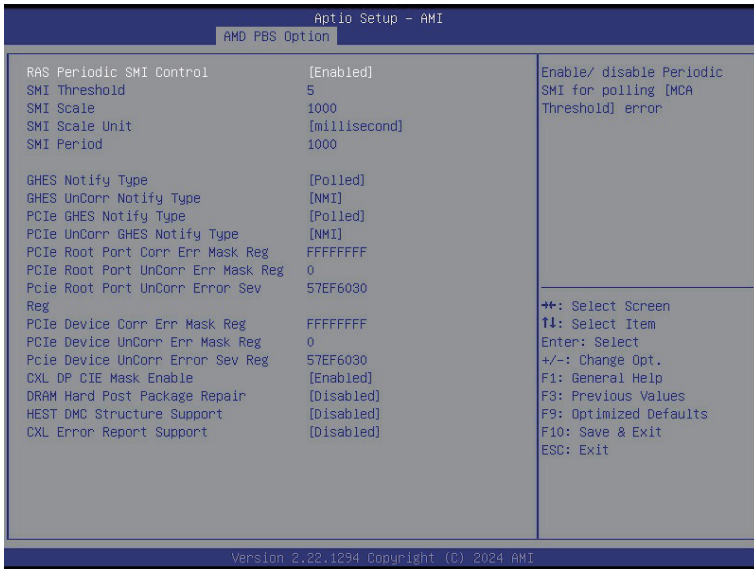 Aptio Setup – AMI
AMD PBS Option
RAS Periodic SMI Control [Enabled]
SMI Threshold 5
SMI Scale 1000
SMI Scale Unit [millisecond]
SMI Period 1000
GHES Notify Type [Polled]
GHES UnCorr Notify Type [NMI]
PCIe GHES Notify Type [Polled]
PCIe UnCorr GHES Notify Type [NMI]
PCIe Root Port Corr Err Mask Reg FFFFFFFF
PCIe Root Port UnCorr Err Mask Reg 0
Pcie Root Port UnCorr Error Sev 57EF6030
Reg
PCIe Device Corr Err Mask Reg FFFFFFFF
PCIe Device UnCorr Err Mask Reg 0
Pcie Device UnCorr Error Sev Reg 57EF6030
CXL DP CIE Mask Enable [Enabled]
DRAM Hard Post Package Repair [Disabled]
HEST DMC Structure Support [Disabled]
CXL Error Report Support [Disabled]
Enable/ disable Periodic
SMI for polling [MCA
Threshold] error
→←: Select Screen
↑↓: Select Item
Enter: Select
+/-: Change Opt.
F1: General Help
F3: Previous Values
F9: Optimized Defaults
F10: Save & Exit
ESC: Exit
Version 2.22.1294 Copyright (C) 2024 AMI